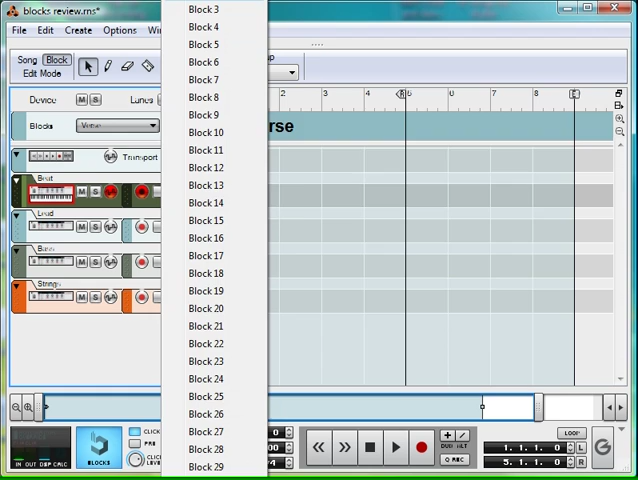 blocks review.rns*
File Edit Create Options Win
Song Block
Edit Mode
Device M S Lanes
Blocks Verse
2 3 4 5 6 7 8
rse
Transport
Beat
M S
Lead
M S
Bass
M S
Strings
M S
Block 3
Block 4
Block 5
Block 6
Block 7
Block 8
Block 9
Block 10
Block 11
Block 12
Block 13
Block 14
Block 15
Block 16
Block 17
Block 18
Block 19
Block 20
Block 21
Block 22
Block 23
Block 24
Block 25
Block 26
Block 27
Block 28
Block 29
IN OUT DSP CALC
BLOCKS
CLICK
PRE
CLICK
LEVEL
Q REC
LOOP
1. 1. 1. 0 L
5. 1. 1. 0 R